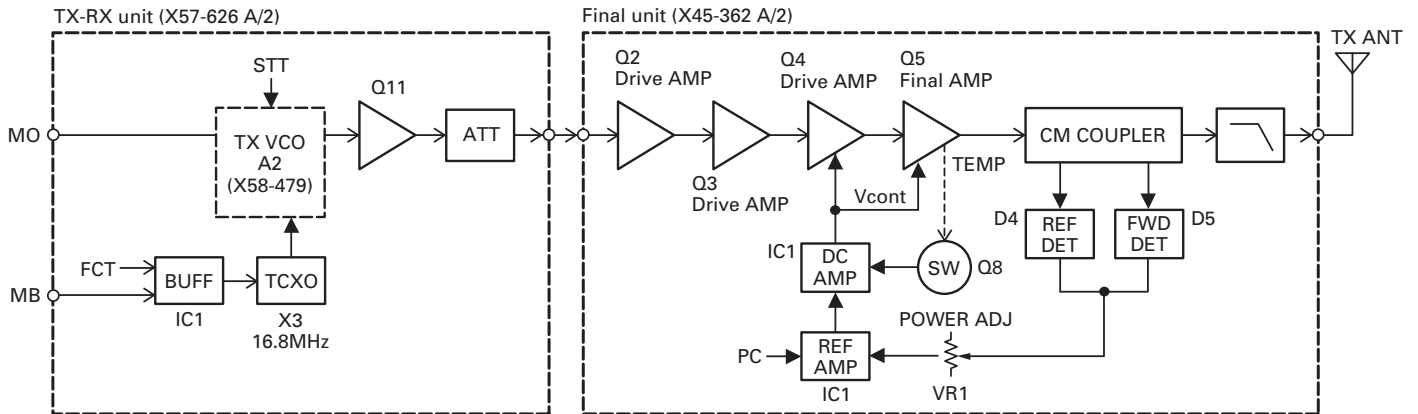 TX-RX unit (X57-626 A/2)
Final unit (X45-362 A/2)
TX ANT
STT
Q11
Q2
Drive AMP
Q4
Drive AMP
Q5
Final AMP
MO
TX VCO
A2
(X58-479)
ATT
CM COUPLER
TEMP
Q3
Drive AMP
Vcont
D4
REF
DET
FWD
DET
D5
IC1
DC
AMP
SW
Q8
FCT
MB
BUFF
IC1
TCXO
X3
16.8MHz
POWER ADJ
PC
REF
AMP
IC1
VR1